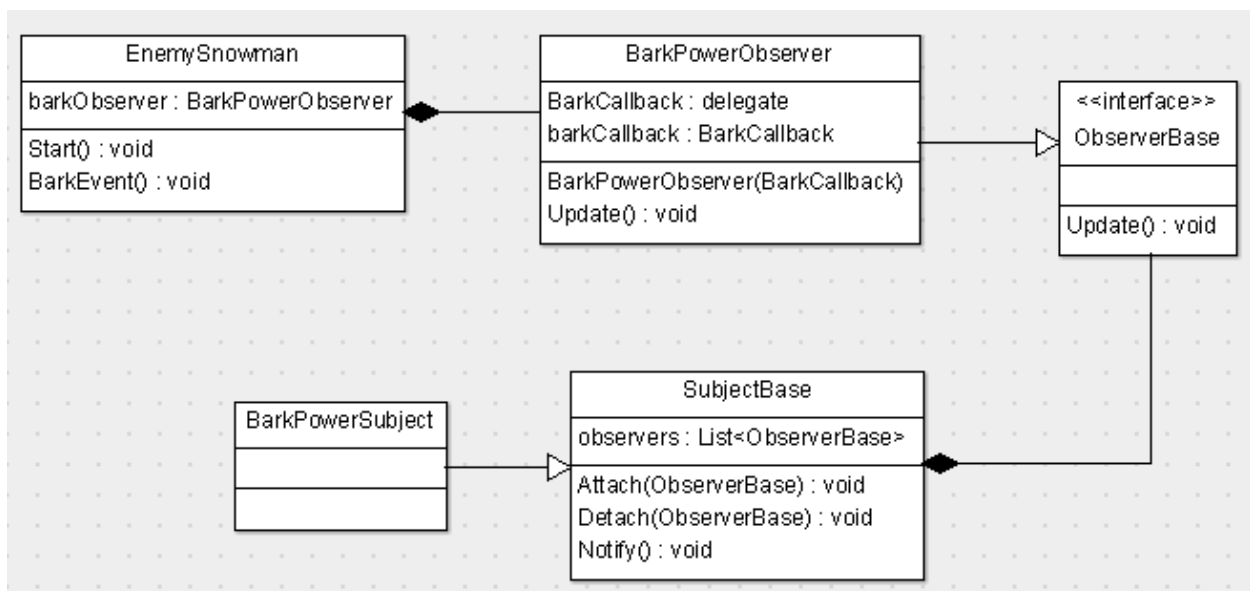 EnemySnowman
barkObserver : BarkPowerObserver
Start() : void
BarkEvent() : void
BarkPowerObserver
BarkCallback : delegate
barkCallback : BarkCallback
BarkPowerObserver(BarkCallback)
Update() : void
<<interface>>
ObserverBase
Update() : void
BarkPowerSubject
SubjectBase
observers : List<ObserverBase>
Attach(ObserverBase) : void
Detach(ObserverBase) : void
Notify() : void